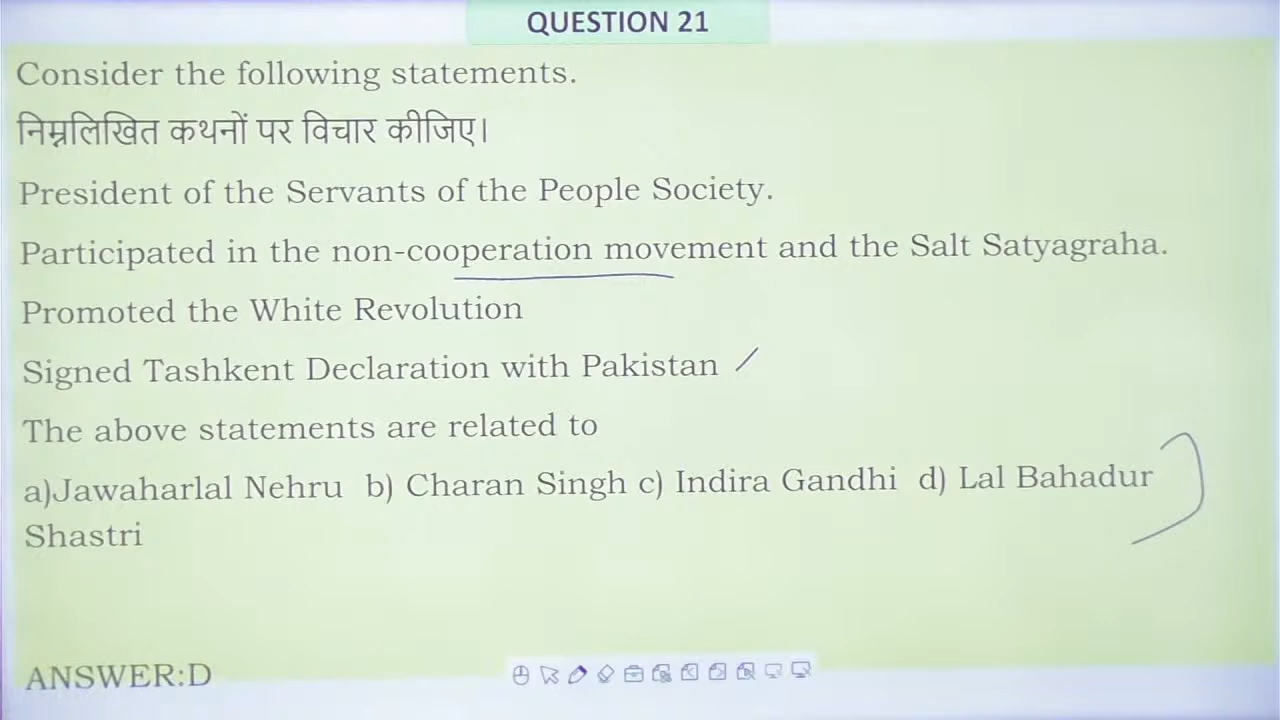 QUESTION 21
Consider the following statements.
निम्नलिखित कथनों पर विचार कीजिए।
President of the Servants of the People Society.
Participated in the non-cooperation movement and the Salt Satyagraha.
Promoted the White Revolution
Signed Tashkent Declaration with Pakistan
The above statements are related to
a)Jawaharlal Nehru b) Charan Singh c) Indira Gandhi d) Lal Bahadur
Shastri
ANSWER:D